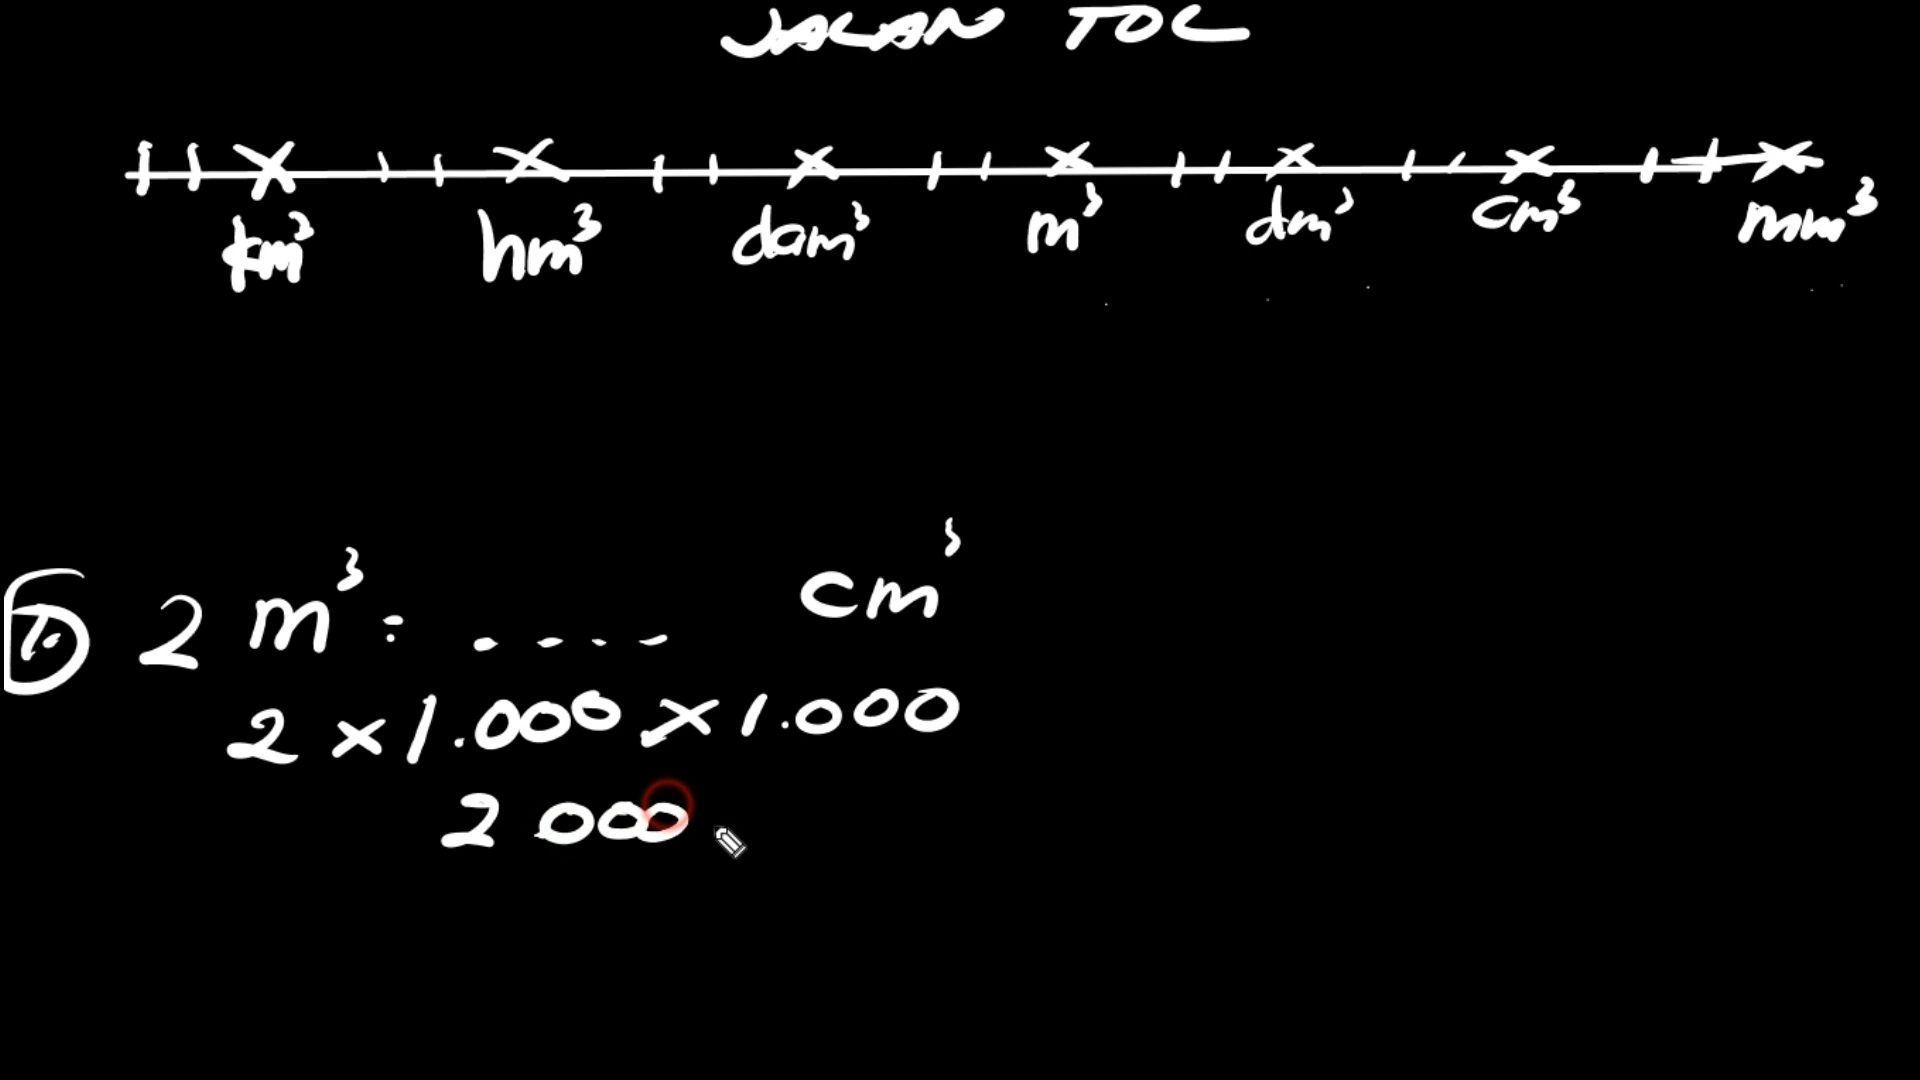 JALAN TOL
km³ hm³ dam³ m³ dm³ cm³ mm³
2 m³ = .... cm³
2 × 1.000 × 1.000
2 000